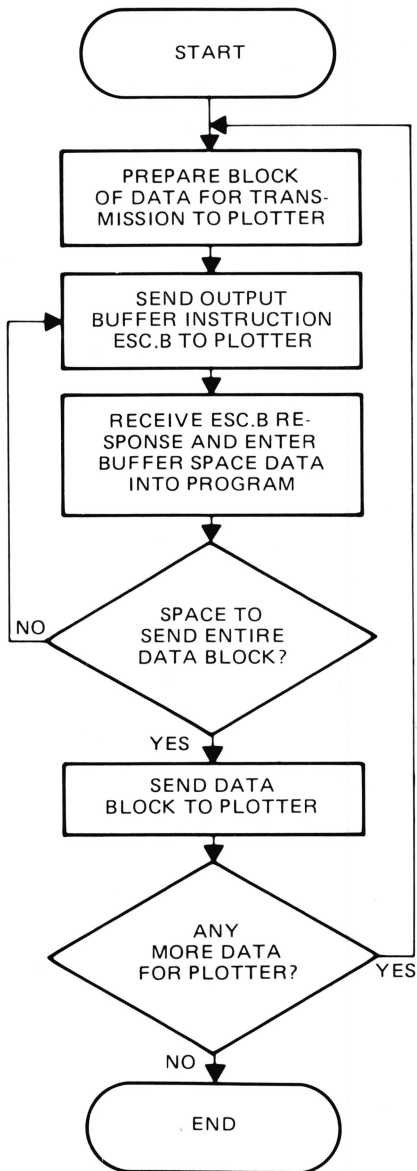 START
PREPARE BLOCK
OF DATA FOR TRANS-
MISSION TO PLOTTER
SEND OUTPUT
BUFFER INSTRUCTION
ESC.B TO PLOTTER
RECEIVE ESC.B RE-
SPONSE AND ENTER
BUFFER SPACE DATA
INTO PROGRAM
SPACE TO
SEND ENTIRE
DATA BLOCK?
NO
YES
SEND DATA
BLOCK TO PLOTTER
ANY
MORE DATA
FOR PLOTTER?
YES
NO
END